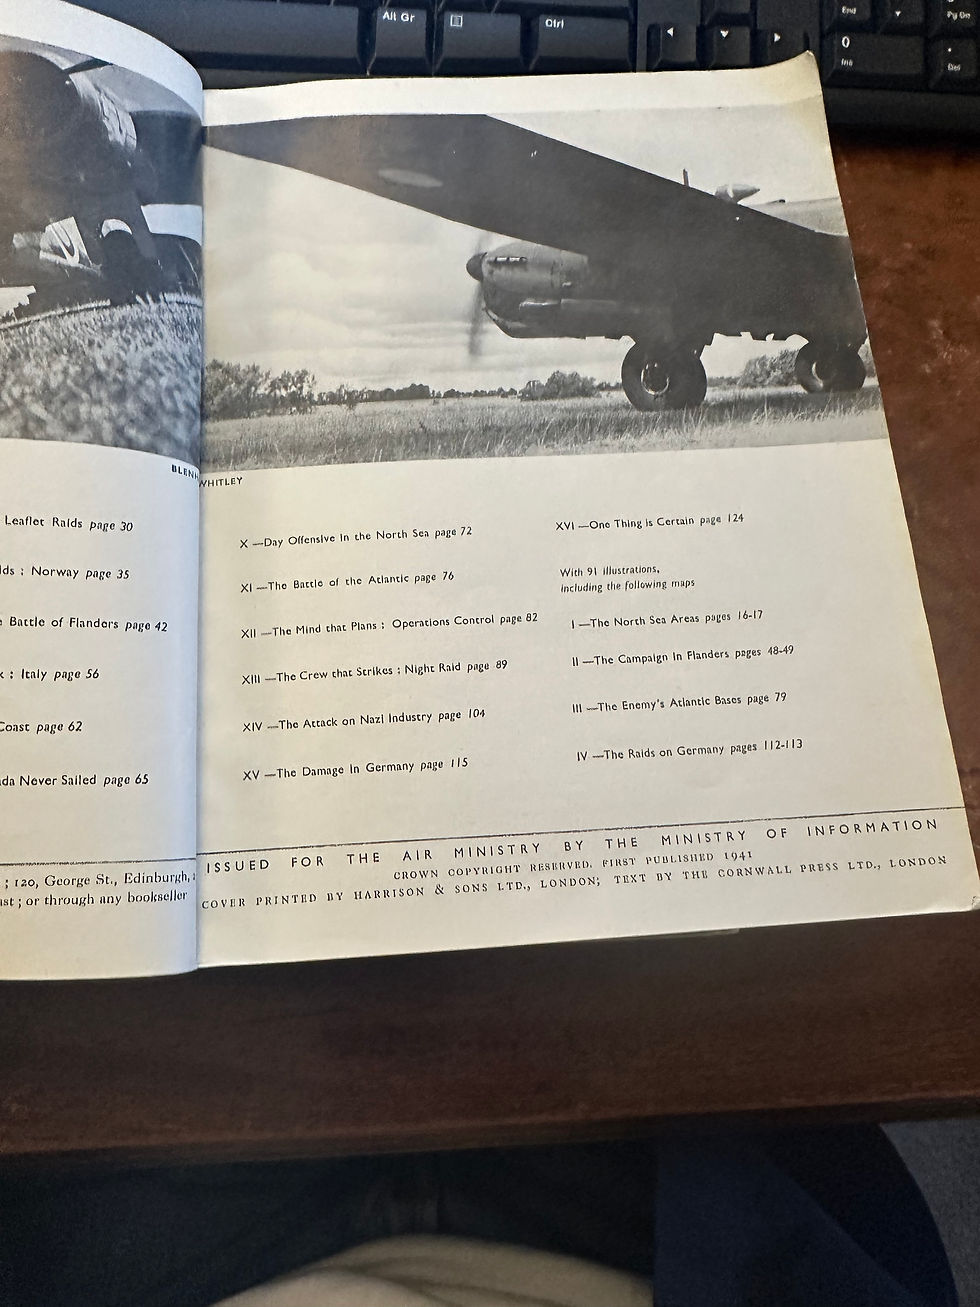 Alt Gr
Ctrl
End
Pg Dn
0
Ins
.
Del
BLENH
Leaflet Raids page 30
ds : Norway page 35
Battle of Flanders page 42
: Italy page 56
Coast page 62
da Never Sailed page 65
; 120, George St., Edinburgh,
st ; or through any bookseller
WHITLEY
X —Day Offensive in the North Sea page 72
XI —The Battle of the Atlantic page 76
XII —The Mind that Plans : Operations Control page 82
XIII —The Crew that Strikes : Night Raid page 89
XIV —The Attack on Nazi Industry page 104
XV —The Damage in Germany page 115
XVI —One Thing is Certain page 124
With 91 illustrations,
including the following maps
I —The North Sea Areas pages 16-17
II —The Campaign in Flanders pages 48-49
III —The Enemy's Atlantic Bases page 79
IV —The Raids on Germany pages 112-113
ISSUED FOR THE AIR MINISTRY BY THE MINISTRY OF INFORMATION
CROWN COPYRIGHT RESERVED. FIRST PUBLISHED 1941
COVER PRINTED BY HARRISON & SONS LTD., LONDON; TEXT BY THE CORNWALL PRESS LTD., LONDON